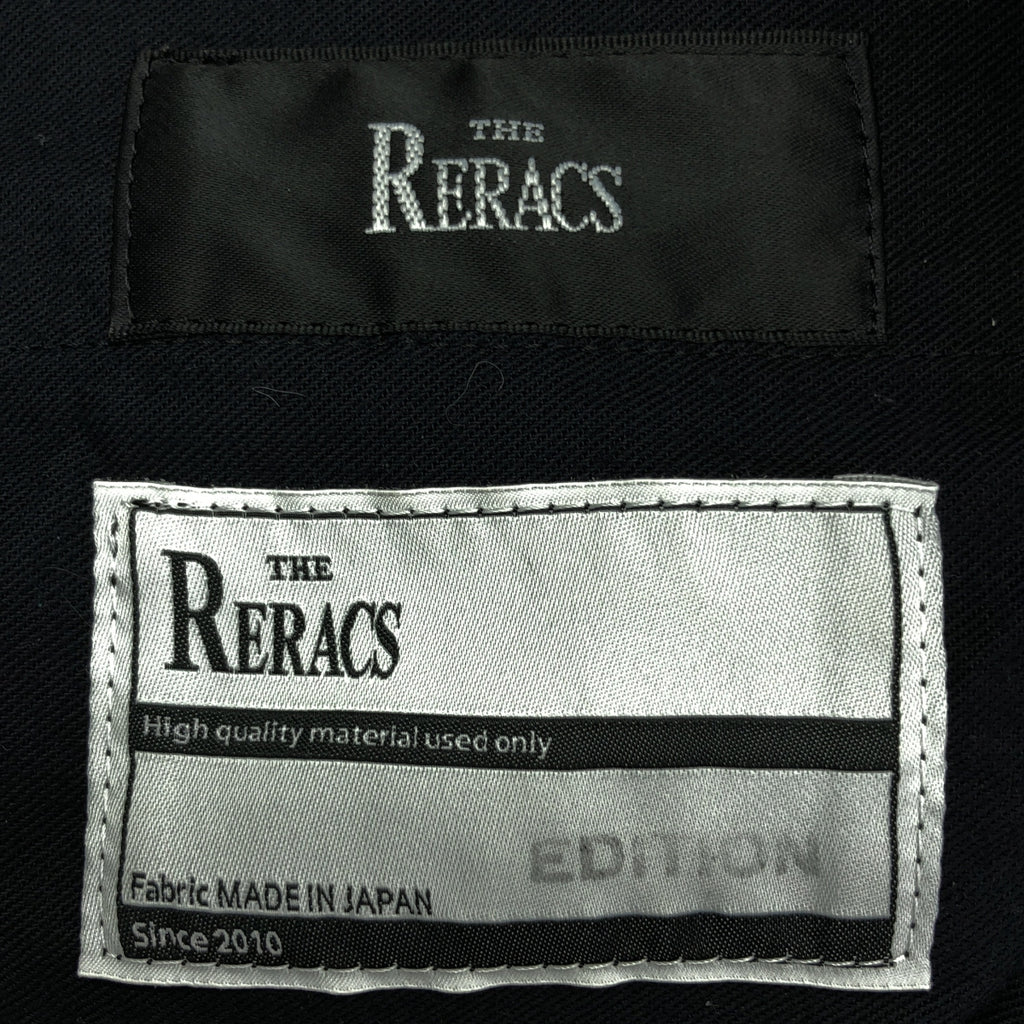 THE
RERACS
THE
RERACS
High quality material used only
EDITION
Fabric MADE IN JAPAN
Since 2010